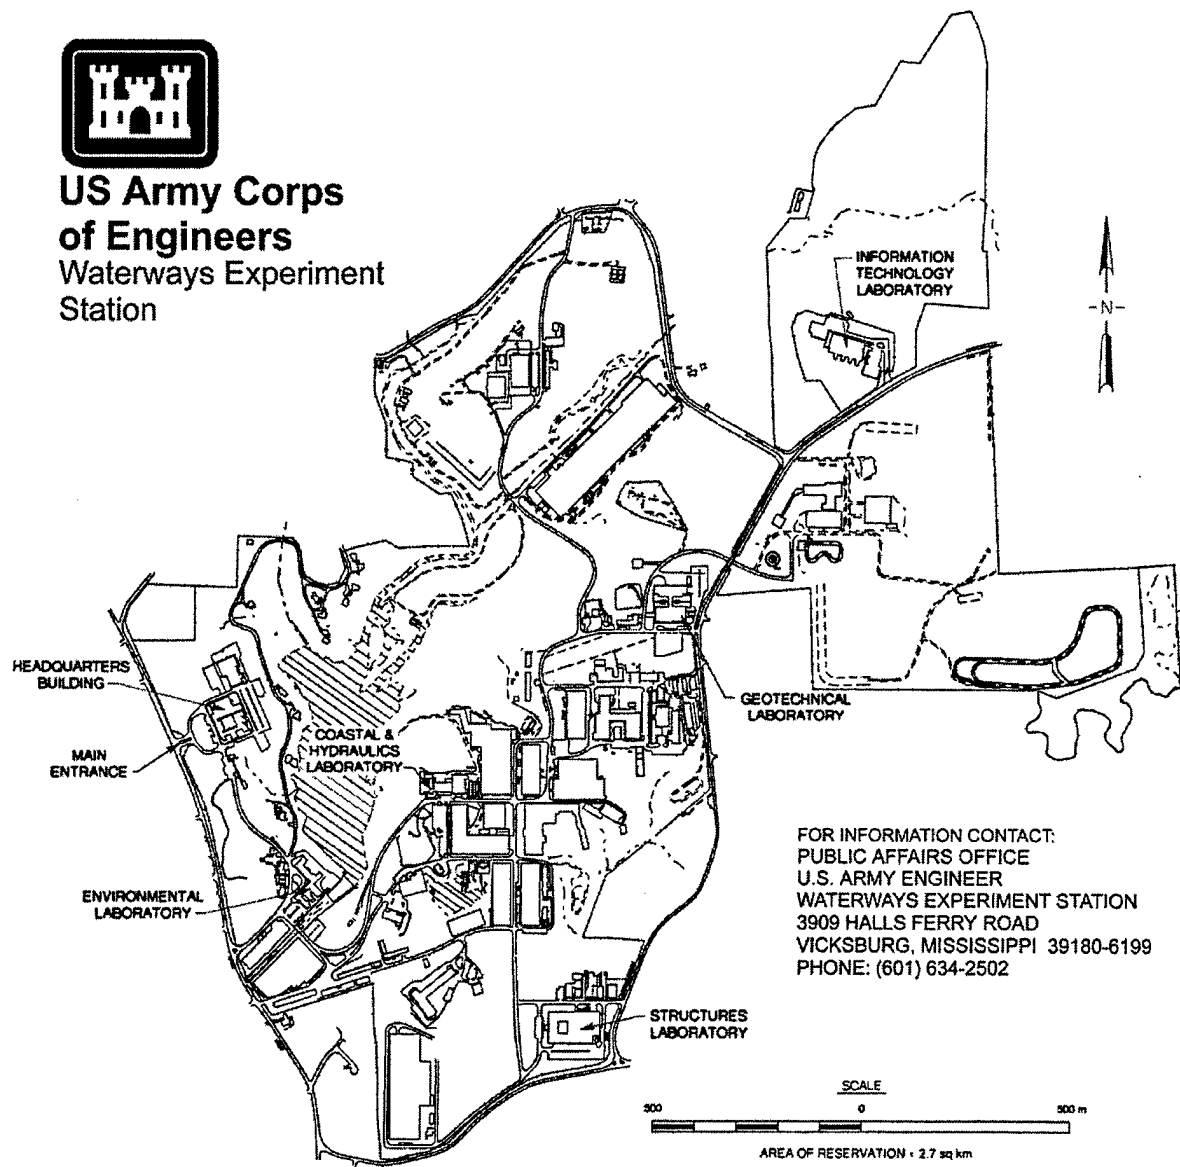 US Army Corps
of Engineers
Waterways Experiment
Station
INFORMATION
TECHNOLOGY
LABORATORY
-N-
HEADQUARTERS
BUILDING
MAIN
ENTRANCE
COASTAL &
HYDRAULICS
LABORATORY
GEOTECHNICAL
LABORATORY
ENVIRONMENTAL
LABORATORY
FOR INFORMATION CONTACT:
PUBLIC AFFAIRS OFFICE
U.S. ARMY ENGINEER
WATERWAYS EXPERIMENT STATION
3909 HALLS FERRY ROAD
VICKSBURG, MISSISSIPPI 39180-6199
PHONE: (601) 634-2502
STRUCTURES
LABORATORY
SCALE
500 0 500 m
AREA OF RESERVATION = 2.7 sq km